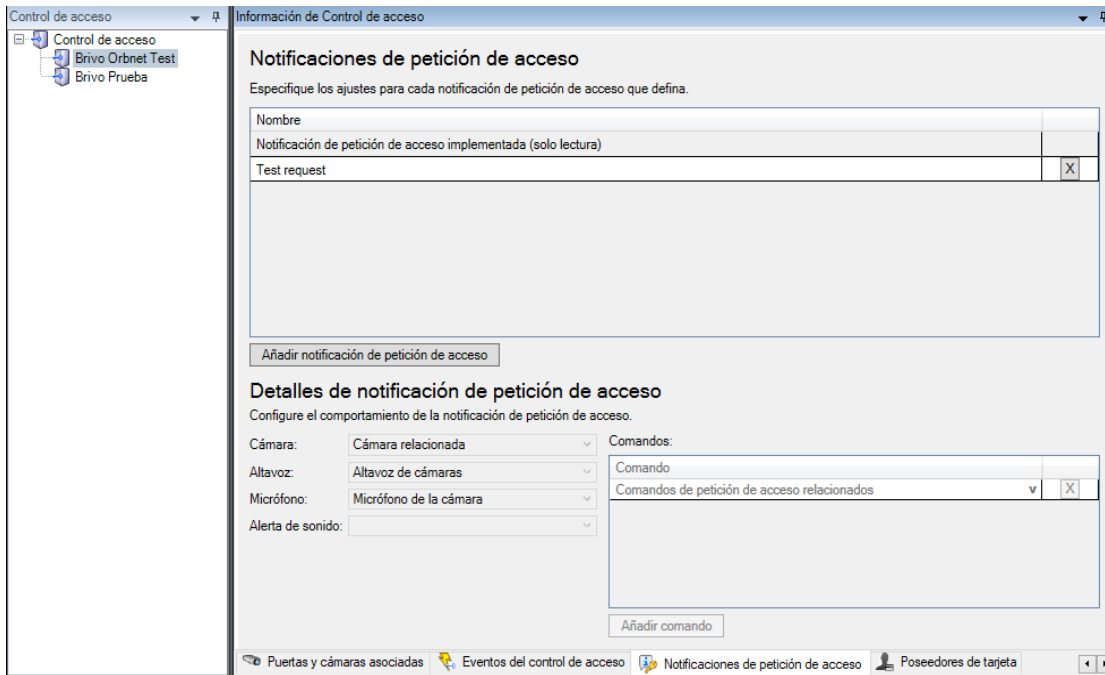 Control de acceso
Control de acceso
Brivo Orbnet Test
Brivo Prueba
Información de Control de acceso
Notificaciones de petición de acceso
Especifique los ajustes para cada notificación de petición de acceso que defina.
Nombre
Notificación de petición de acceso implementada (solo lectura)
Test request X
Añadir notificación de petición de acceso
Detalles de notificación de petición de acceso
Configure el comportamiento de la notificación de petición de acceso.
Cámara: Cámara relacionada
Altavoz: Altavoz de cámaras
Micrófono: Micrófono de la cámara
Alerta de sonido:
Comandos:
Comando
Comandos de petición de acceso relacionados v X
Añadir comando
Puertas y cámaras asociadas Eventos del control de acceso Notificaciones de petición de acceso Poseedores de tarjeta